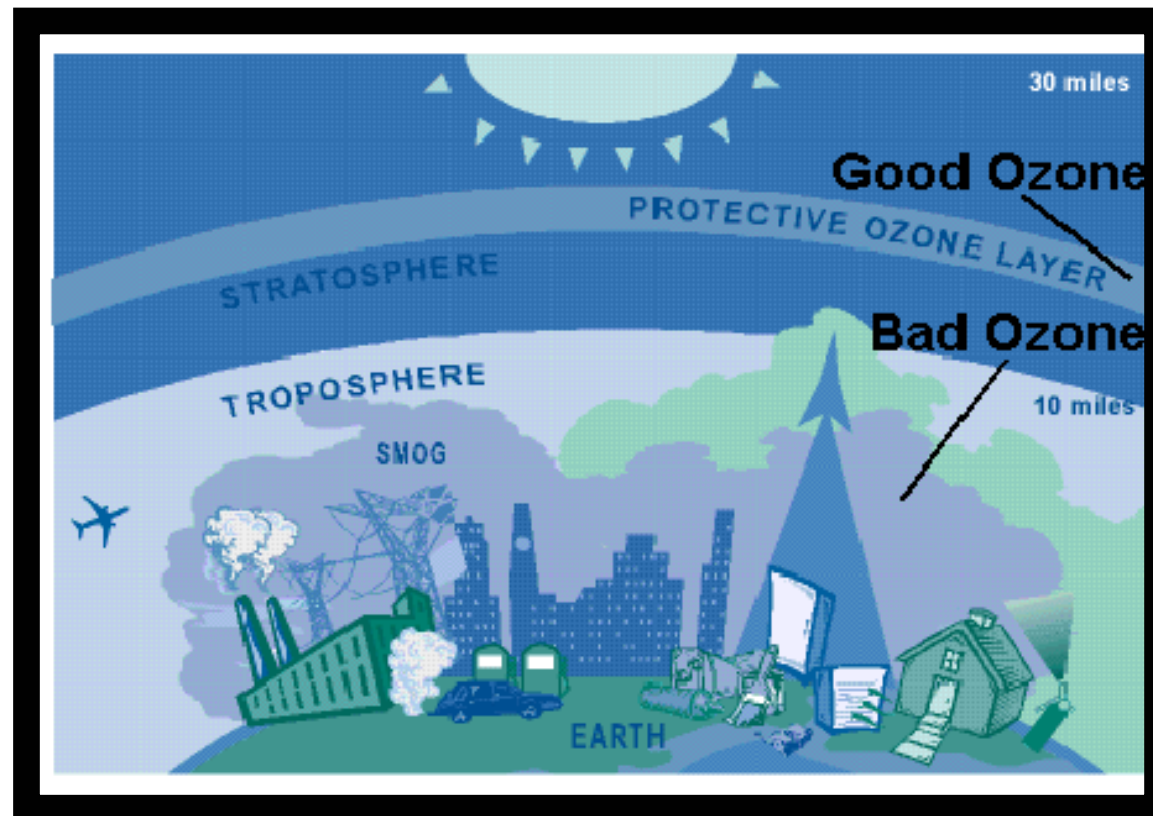 30 miles
Good Ozone
PROTECTIVE OZONE LAYER
STRATOSPHERE
Bad Ozone
TROPOSPHERE
10 miles
SMOG
EARTH